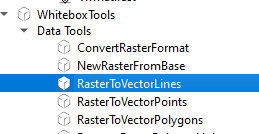 WhiteboxTools
Data Tools
ConvertRasterFormat
NewRasterFromBase
RasterToVectorLines
RasterToVectorPoints
RasterToVectorPolygons